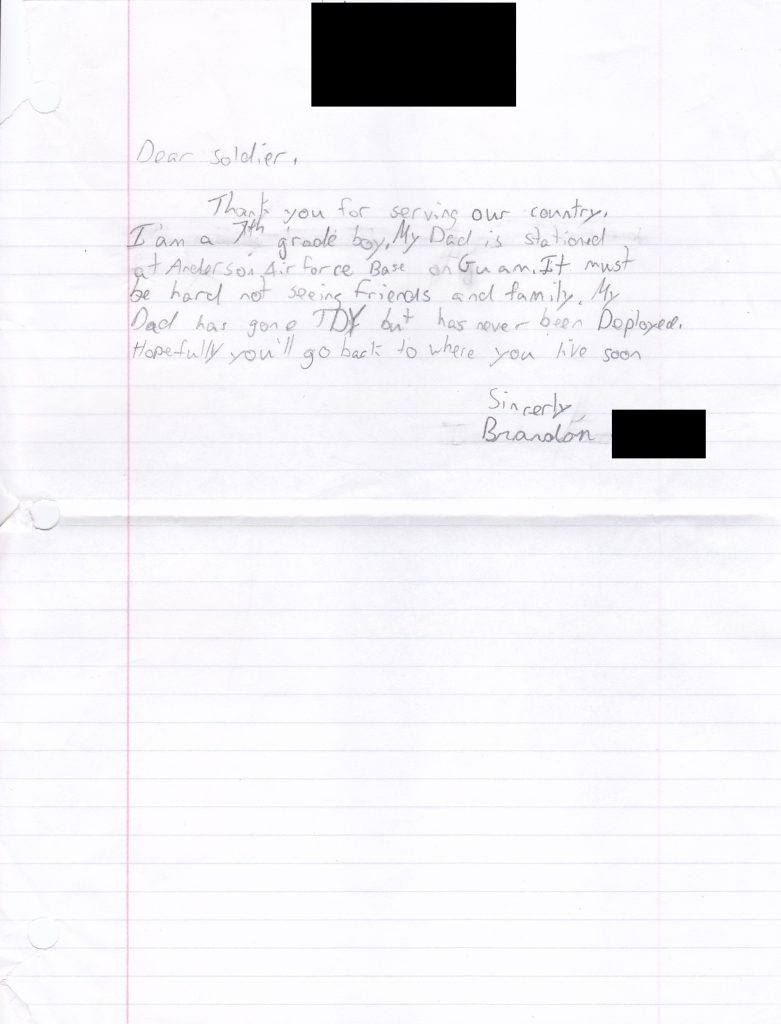 Dear soldier,
Thank you for serving our country.
I am a 7th grade boy. My Dad is stationed
at Anderson Air force Base on Guam. It must
be hard not seeing friends and family. My
Dad has gone TDY but has never been Deployed.
Hopefully you'll go back to where you live soon
Sincerly,
Brandon